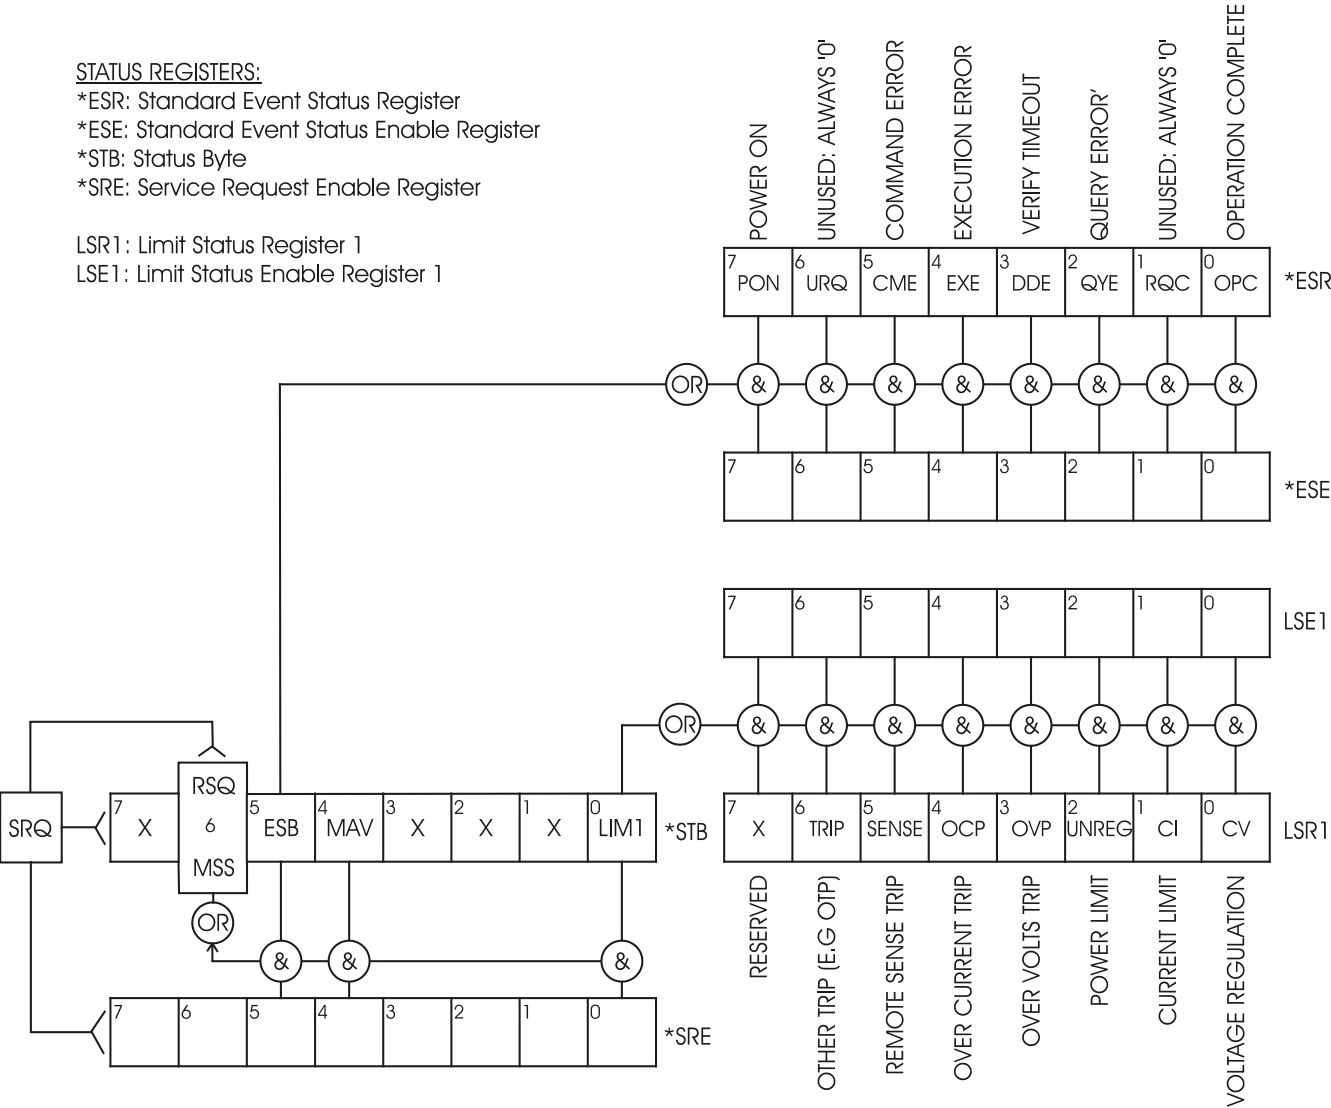 STATUS REGISTERS:
*ESR: Standard Event Status Register
*ESE: Standard Event Status Enable Register
*STB: Status Byte
*SRE: Service Request Enable Register
LSR1: Limit Status Register 1
LSE1: Limit Status Enable Register 1
POWER ON
UNUSED: ALWAYS '0'
COMMAND ERROR
EXECUTION ERROR
VERIFY TIMEOUT
QUERY ERROR'
UNUSED: ALWAYS '0'
OPERATION COMPLETE
7 6 5 4 3 2 1 0
PON URQ CME EXE DDE QYE RQC OPC *ESR
OR & & & & & & & &
7 6 5 4 3 2 1 0
*ESE
7 6 5 4 3 2 1 0
LSE1
OR & & & & & & & &
RSQ
7 5 4 3 2 1 0
SRQ X 6 ESB MAV X X X LIM1 *STB
MSS
7 6 5 4 3 2 1 0
X TRIP SENSE OCP OVP UNREG CI CV LSR1
RESERVED
OTHER TRIP (E.G OTP)
REMOTE SENSE TRIP
OVER CURRENT TRIP
OVER VOLTS TRIP
POWER LIMIT
CURRENT LIMIT
VOLTAGE REGULATION
OR
& & &
7 6 5 4 3 2 1 0
*SRE